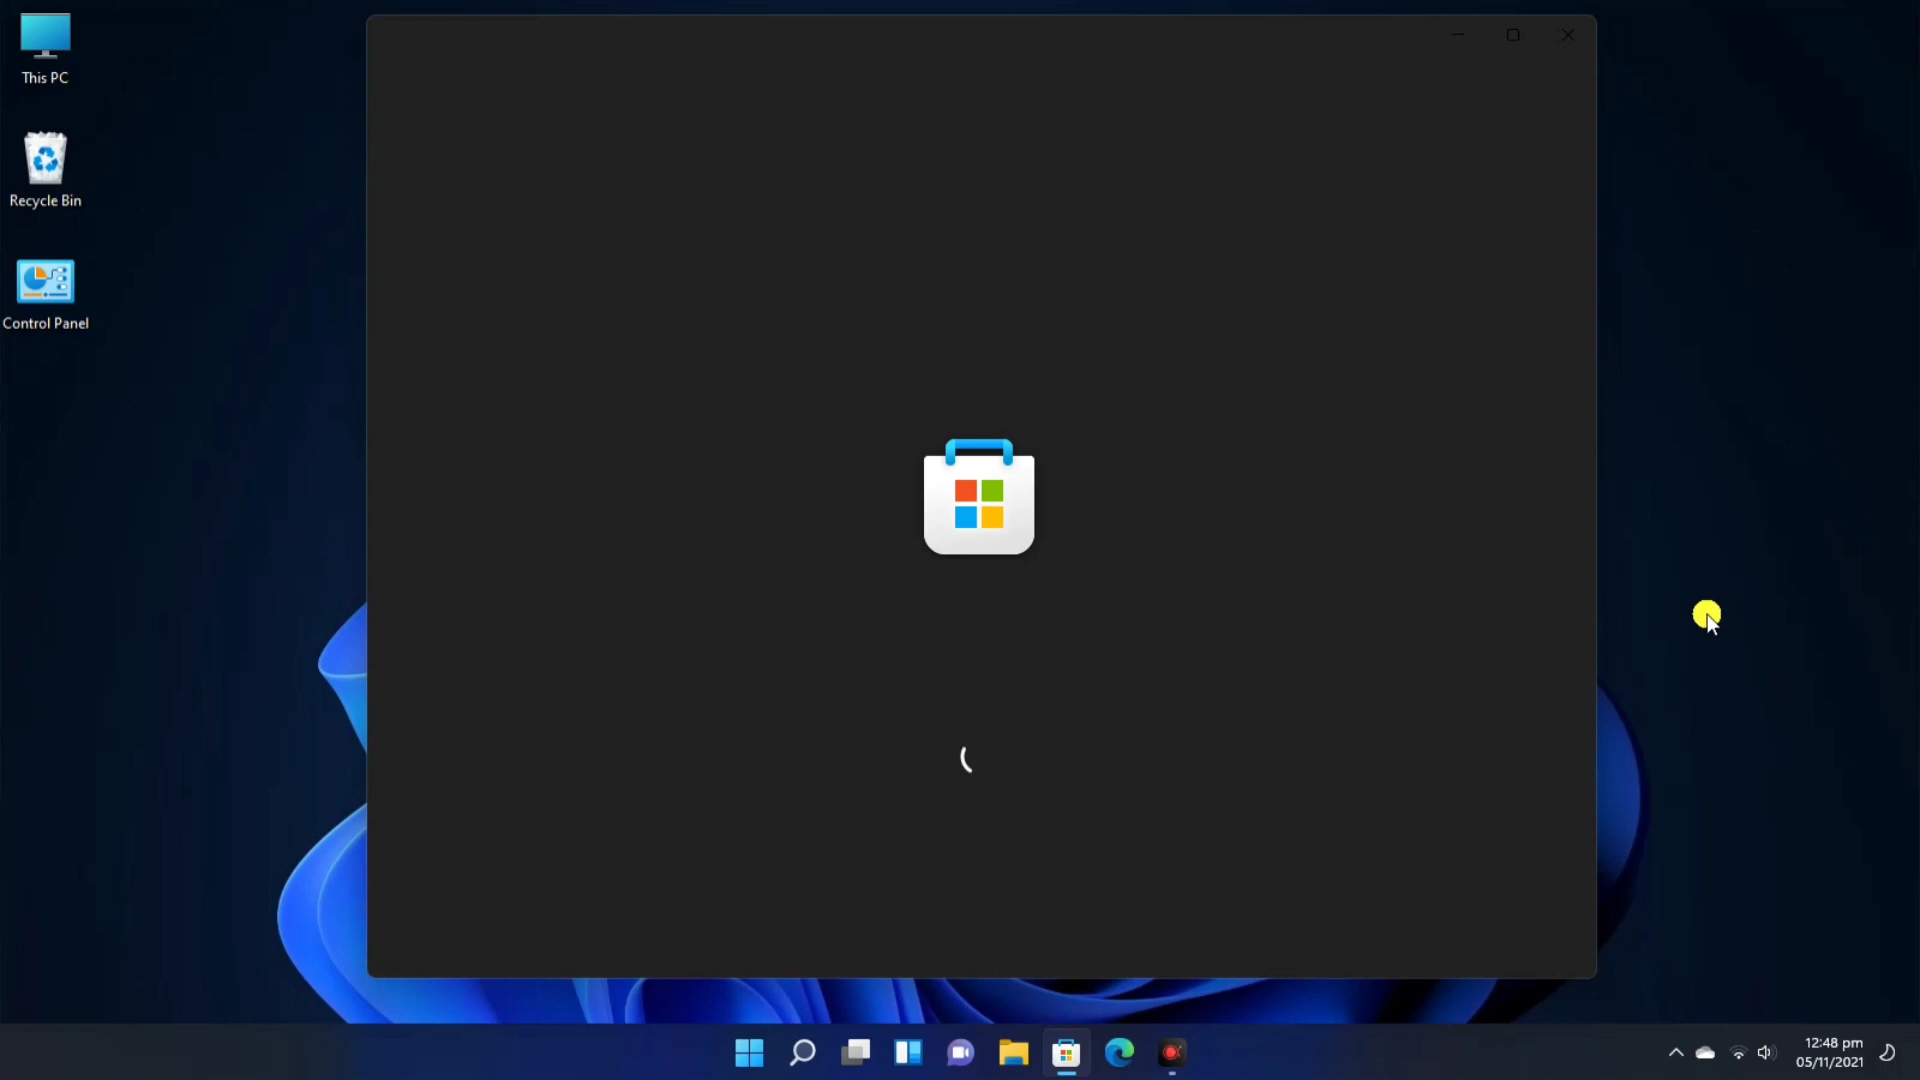 This PC
Recycle Bin
Control Panel
12:48 pm
05/11/2021